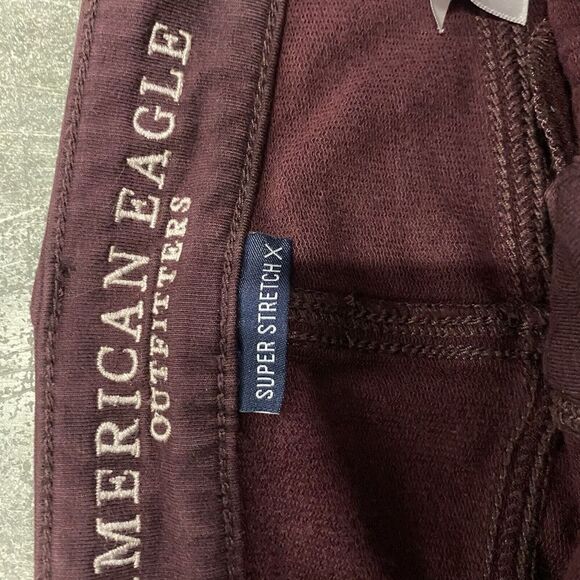 AMERICAN EAGLE
OUTFITTERS
SUPER STRETCH X